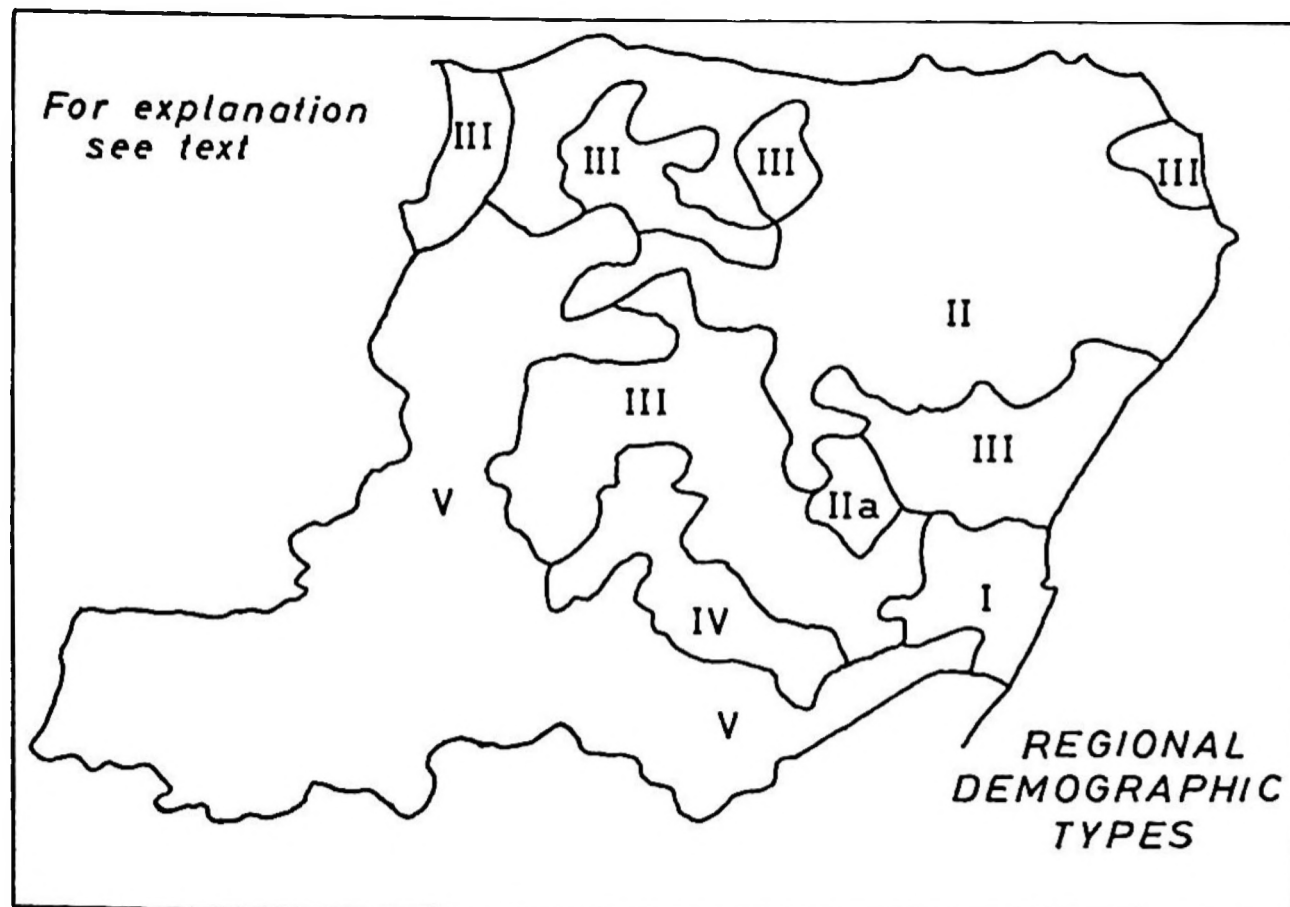 For explanation
see text
III
III
III
III
II
III
III
V
IIa
I
IV
V
REGIONAL
DEMOGRAPHIC
TYPES